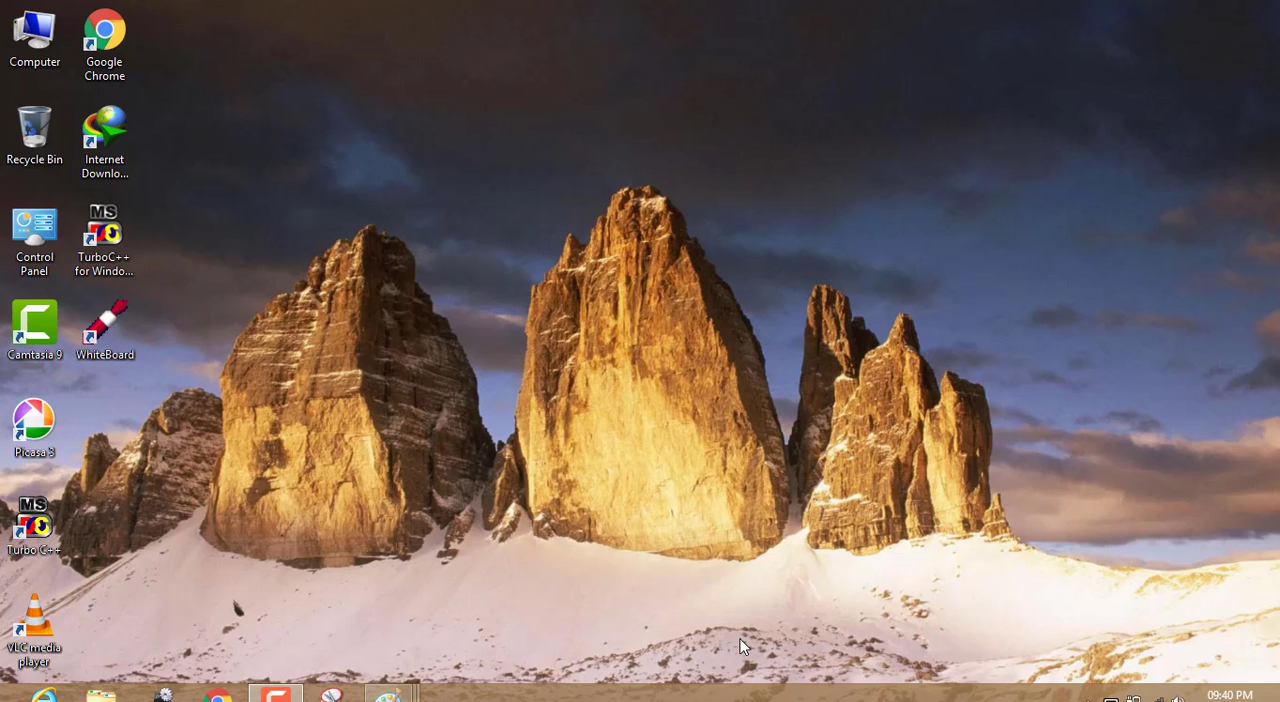 Computer
Google
Chrome
Recycle Bin
Internet
Downlo...
Control
Panel
MS
TurboC++
for Windo...
Camtasia 9
WhiteBoard
Picasa 3
MS
Turbo C++
VLC media
player
09:40 PM